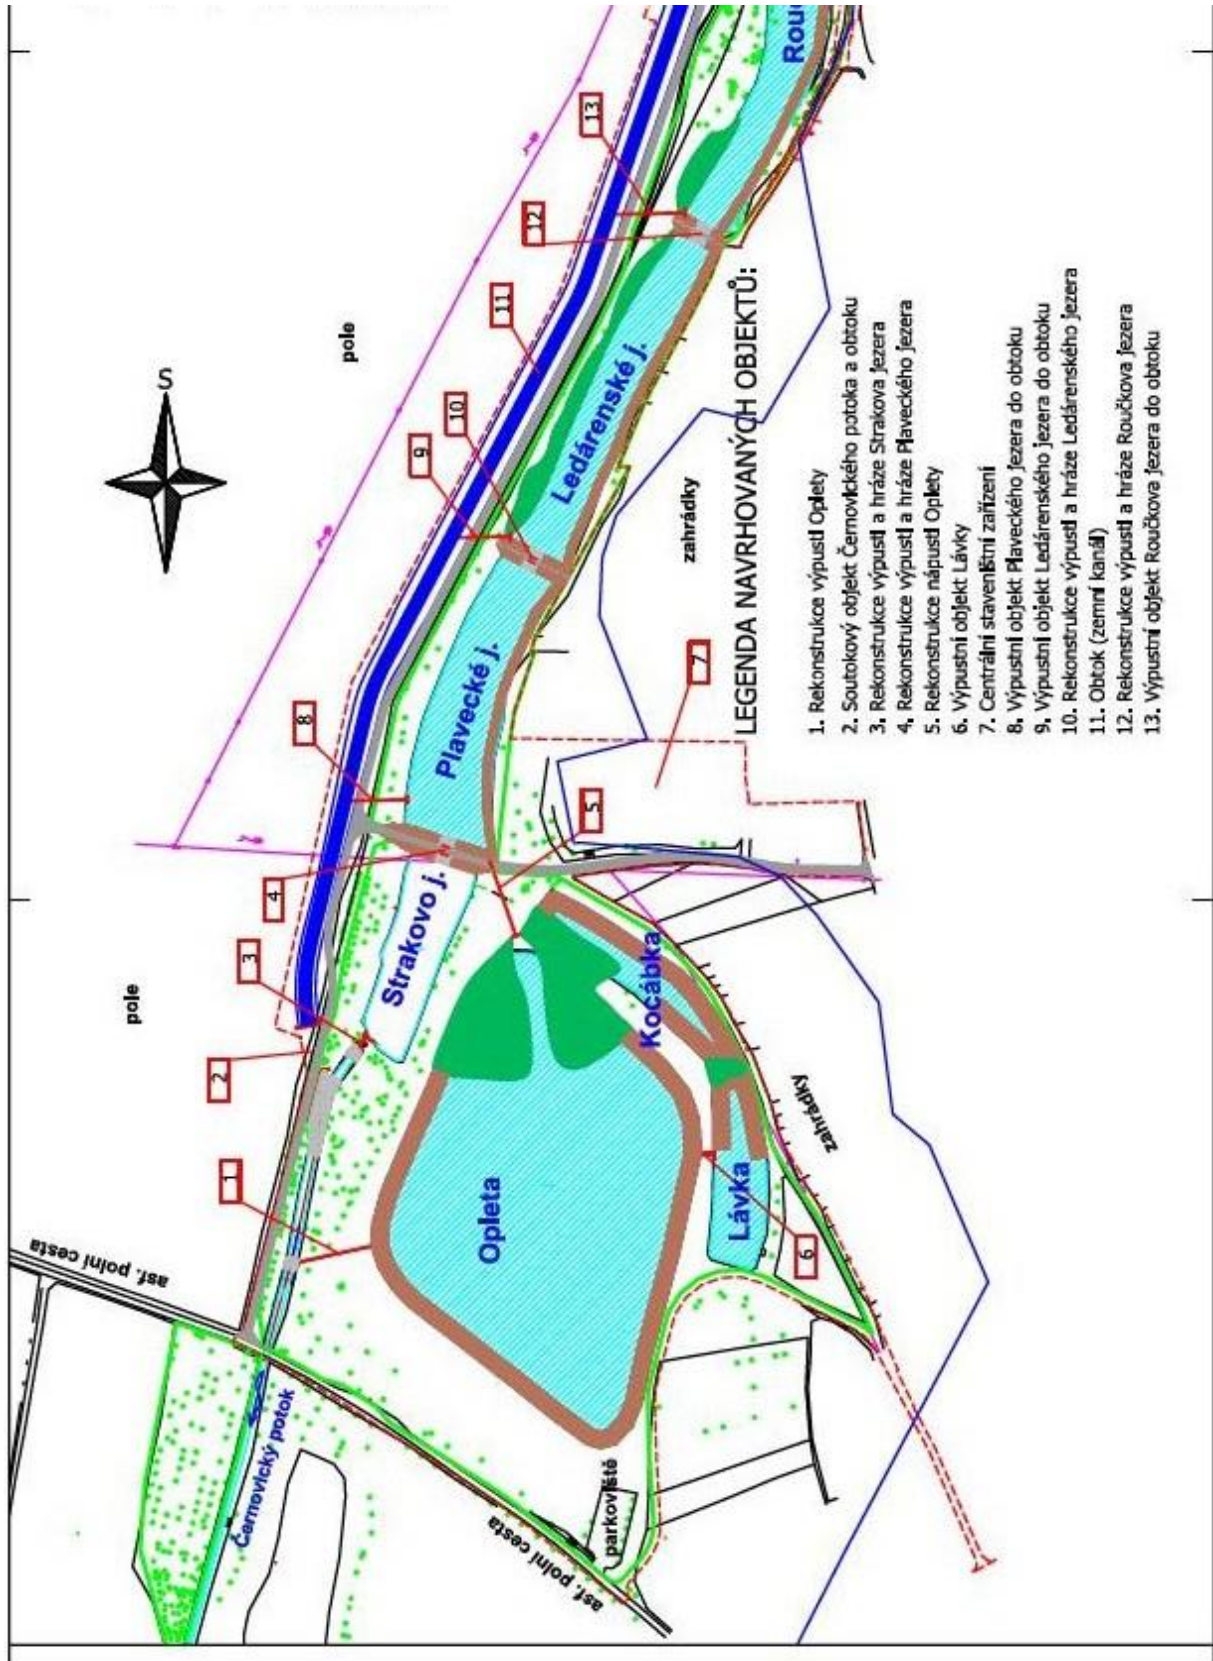 S
pole
pole
13
12
11
10
9
8
4
3
2
1
7
5
6
Rou
Ledárenské j.
Plavecké j.
Strakovo j.
Opleta
Kocábka
Lávka
zahrádky
zahrádky
asf. polní cesta
asf. polní cesta
Černovický potok
parkoviště
LEGENDA NAVRHOVANÝCH OBJEKTŮ:
1. Rekonstrukce výpusti Oplety
2. Soutokový objekt Černovického potoka a obtoku
3. Rekonstrukce výpusti a hráze Strakova jezera
4. Rekonstrukce výpusti a hráze Plaveckého jezera
5. Rekonstrukce nápusti Oplety
6. Výpustní objekt Lávky
7. Centrální staveništní zařízení
8. Výpustní objekt Plaveckého jezera do obtoku
9. Výpustní objekt Ledárenského jezera do obtoku
10. Rekonstrukce výpusti a hráze Ledárenského jezera
11. Obtok (zemní kanál)
12. Rekonstrukce výpusti a hráze Roučkova jezera
13. Výpustní objekt Roučkova jezera do obtoku